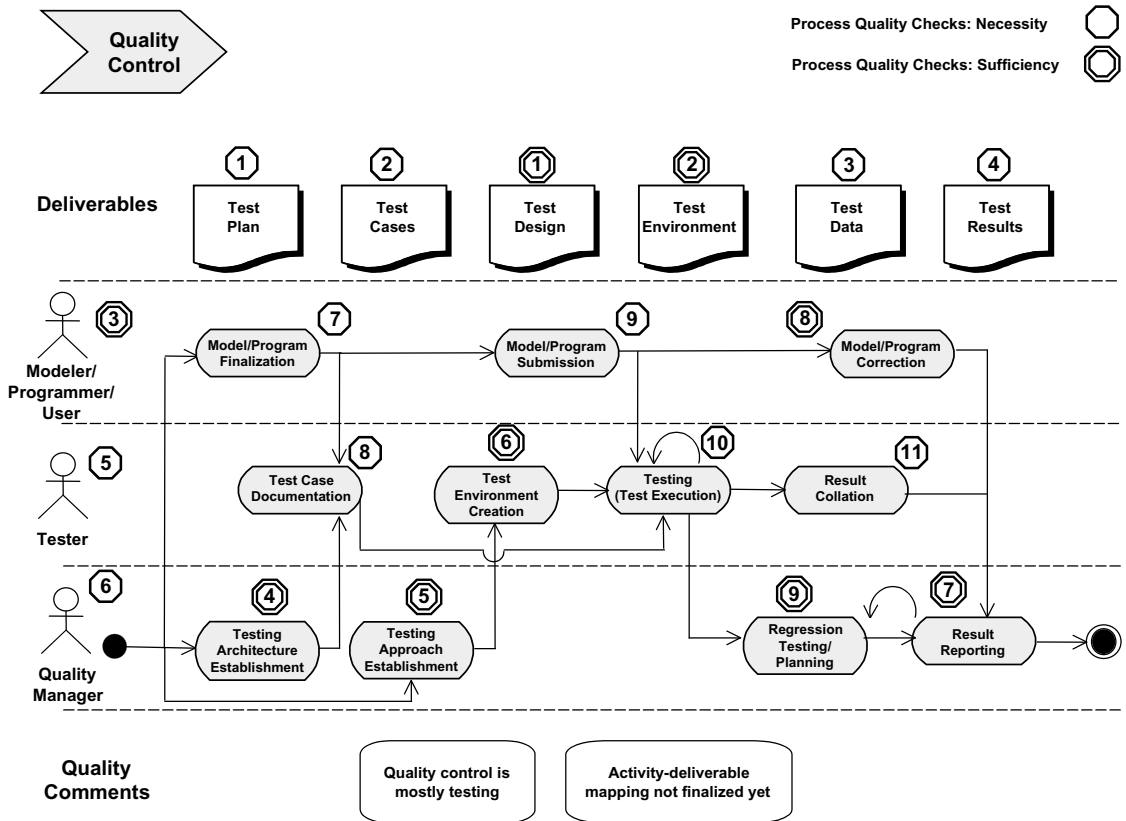 Quality
Control
Process Quality Checks: Necessity
Process Quality Checks: Sufficiency
1
2
1
2
3
4
Deliverables
Test
Plan
Test
Cases
Test
Design
Test
Environment
Test
Data
Test
Results
3
Modeler/
Programmer/
User
7
Model/Program
Finalization
9
Model/Program
Submission
8
Model/Program
Correction
5
Tester
8
Test Case
Documentation
6
Test
Environment
Creation
10
Testing
(Test Execution)
11
Result
Collation
6
Quality
Manager
4
Testing
Architecture
Establishment
5
Testing
Approach
Establishment
9
Regression
Testing/
Planning
7
Result
Reporting
Quality
Comments
Quality control is
mostly testing
Activity-deliverable
mapping not finalized yet